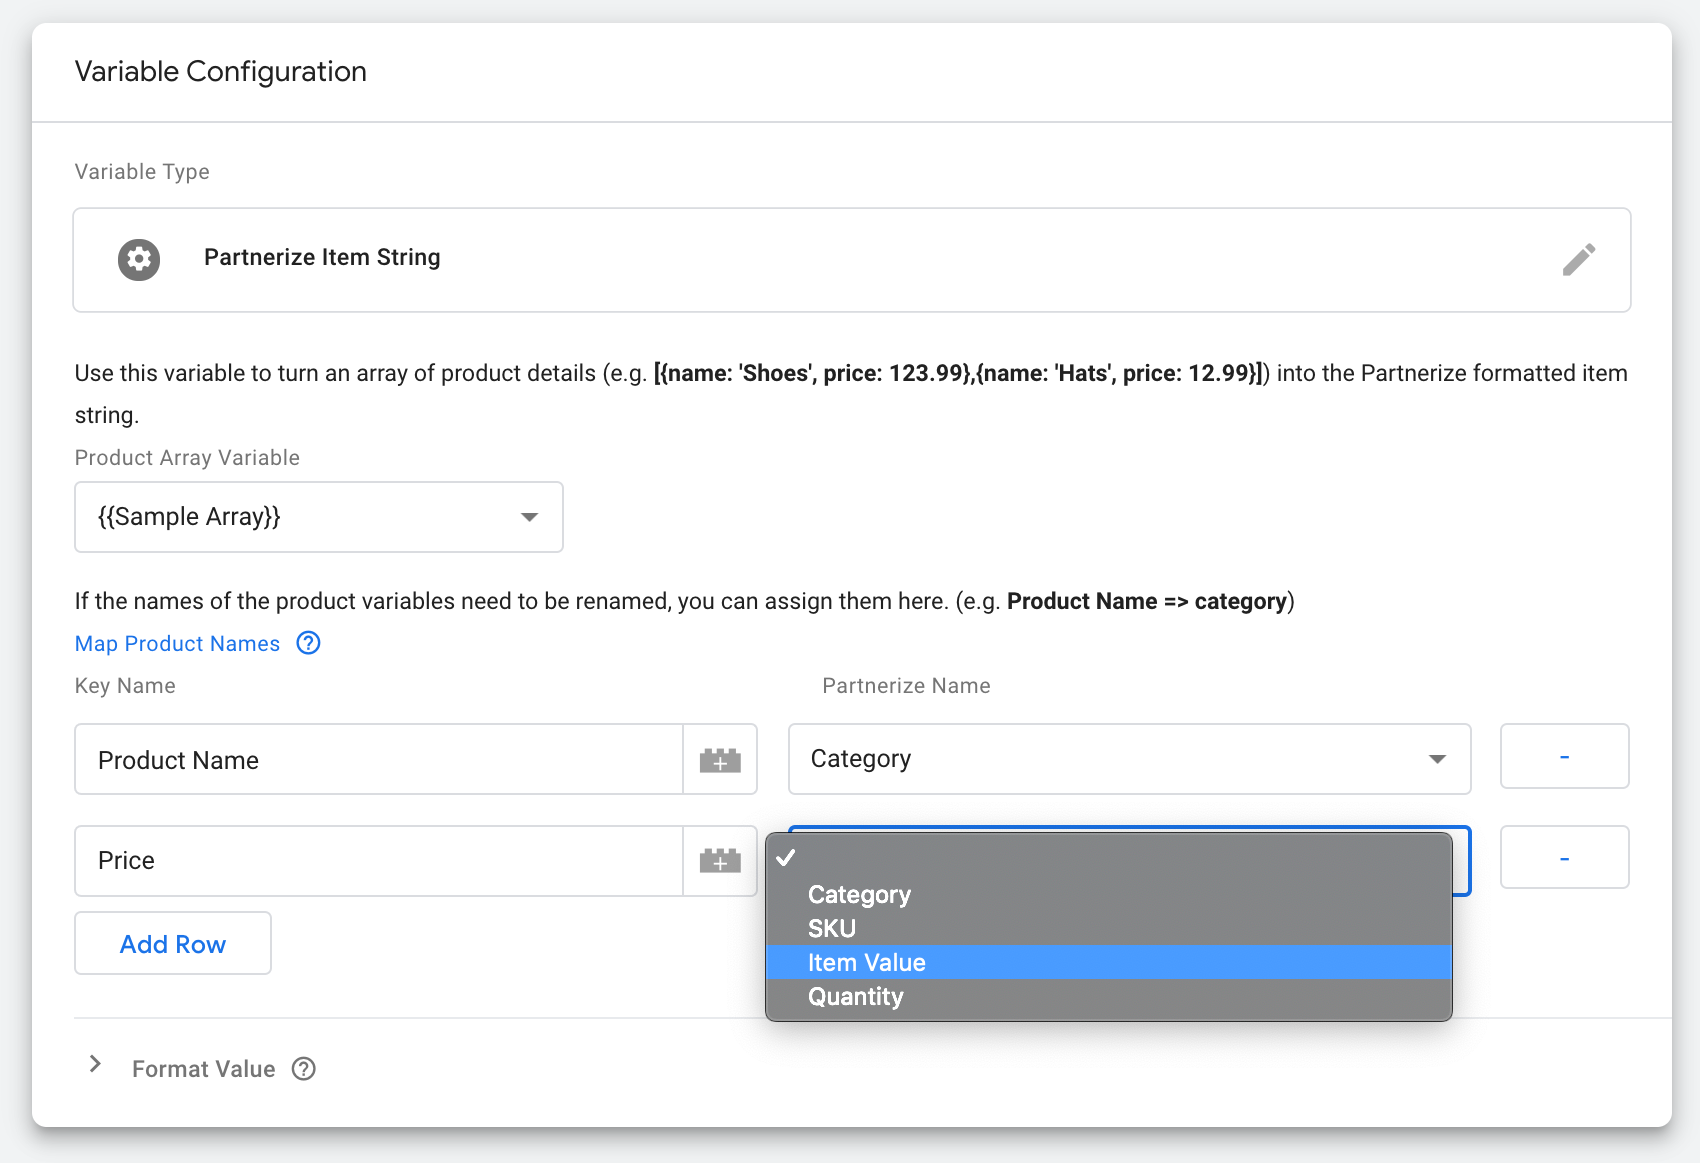 Variable Configuration
Variable Type
Partnerize Item String
Use this variable to turn an array of product details (e.g. [{name: 'Shoes', price: 123.99},{name: 'Hats', price: 12.99}]) into the Partnerize formatted item
string.
Product Array Variable
{{Sample Array}}
If the names of the product variables need to be renamed, you can assign them here. (e.g. Product Name => category)
Map Product Names ?
Key Name Partnerize Name
Product Name Category -
Price -
Category
SKU
Item Value
Quantity
Add Row
Format Value ?